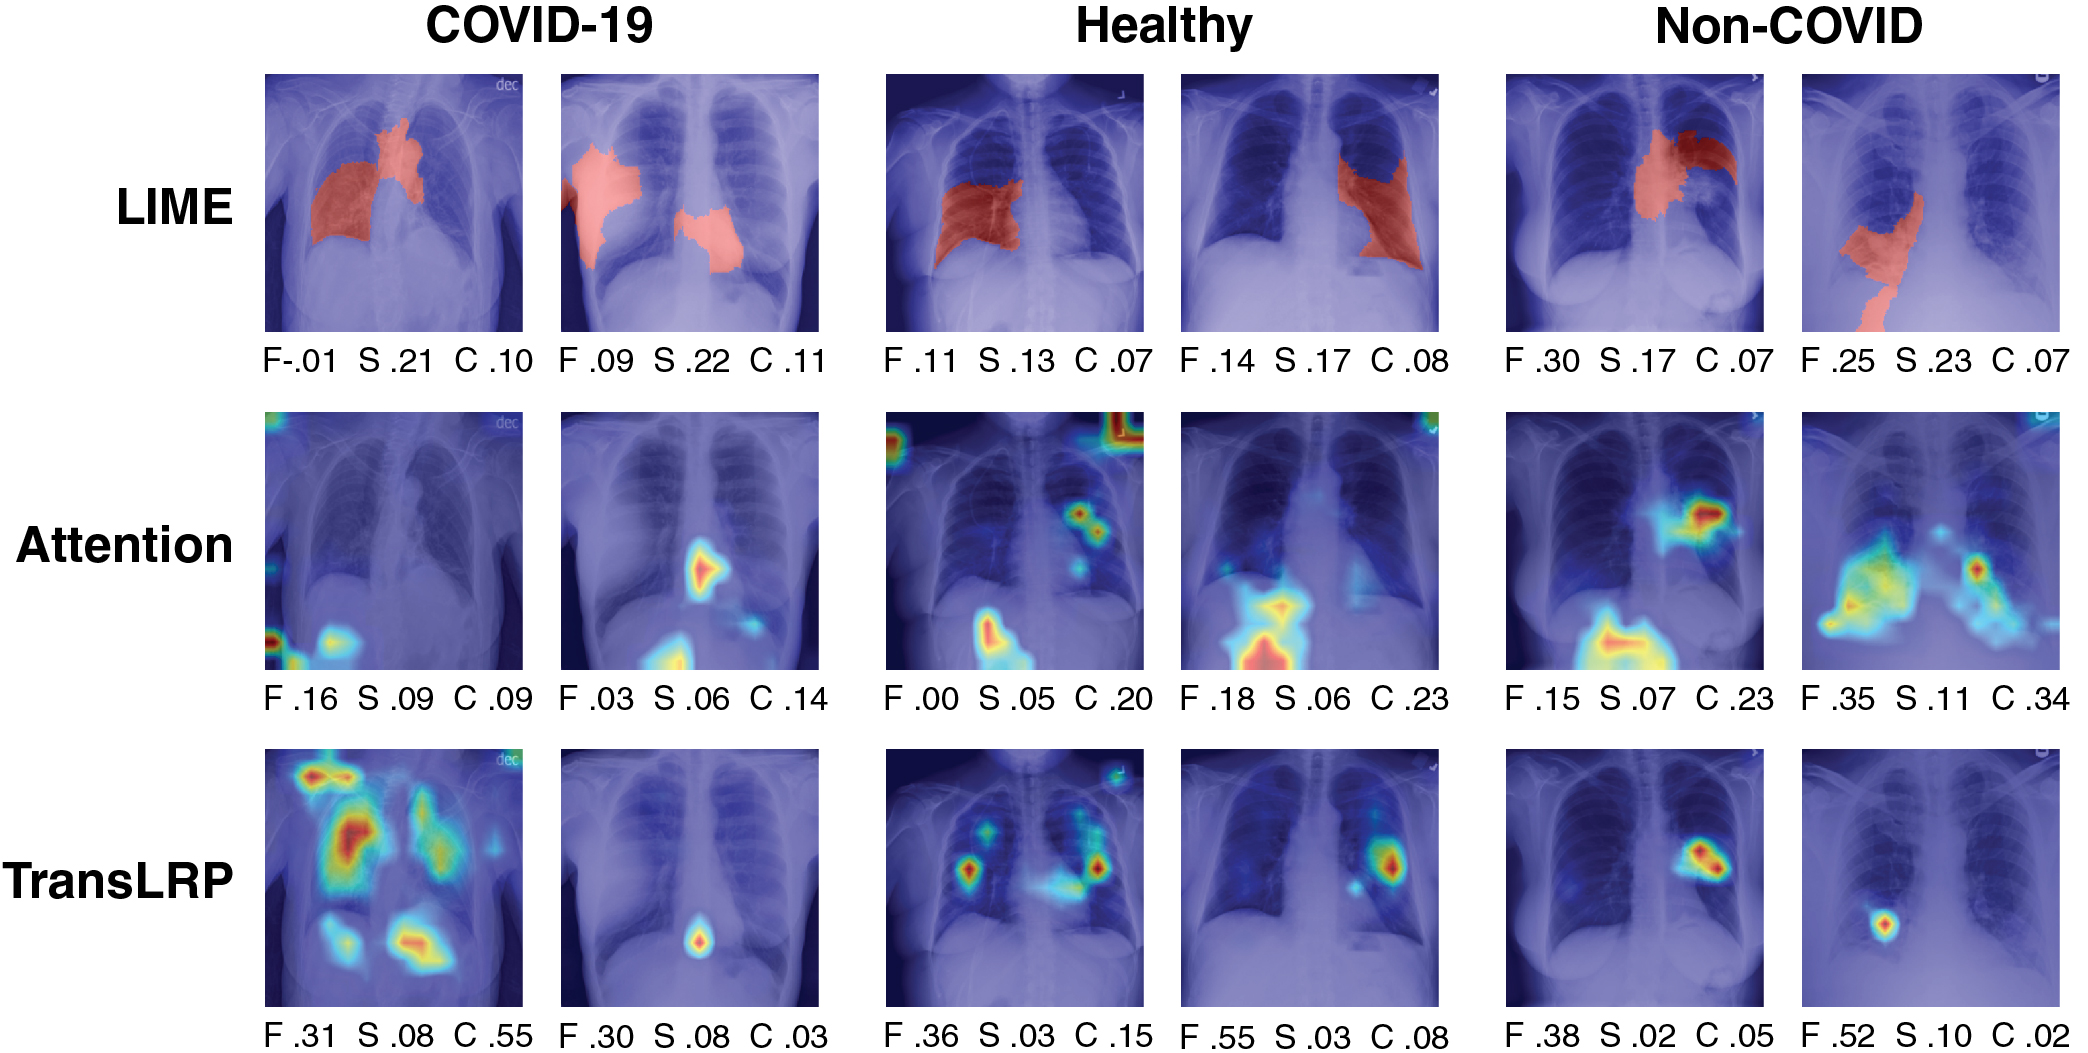 COVID-19 Healthy Non-COVID
dec
LIME
F-.01 S .21 C .10 F .09 S .22 C .11 F .11 S .13 C .07 F .14 S .17 C .08 F .30 S .17 C .07 F .25 S .23 C .07
dec
Attention
F .16 S .09 C .09 F .03 S .06 C .14 F .00 S .05 C .20 F .18 S .06 C .23 F .15 S .07 C .23 F .35 S .11 C .34
dec
TransLRP
F .31 S .08 C .55 F .30 S .08 C .03 F .36 S .03 C .15 F .55 S .03 C .08 F .38 S .02 C .05 F .52 S .10 C .02